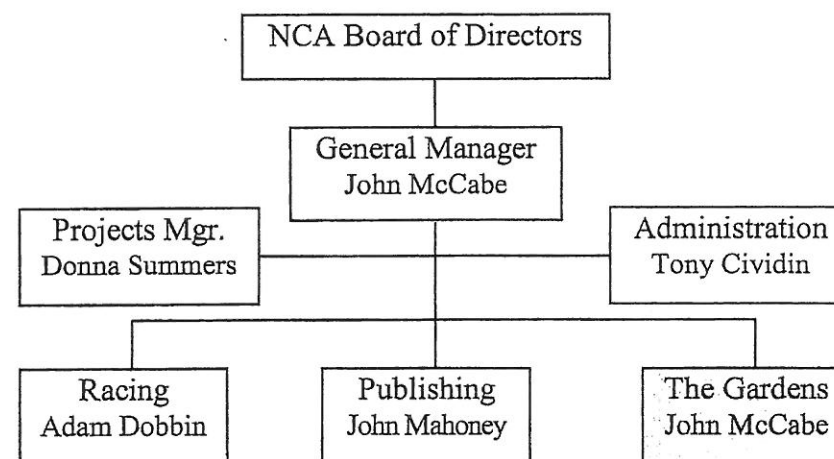 NCA Board of Directors
General Manager
John McCabe
Projects Mgr.
Donna Summers
Administration
Tony Cividin
Racing
Adam Dobbin
Publishing
John Mahoney
The Gardens
John McCabe